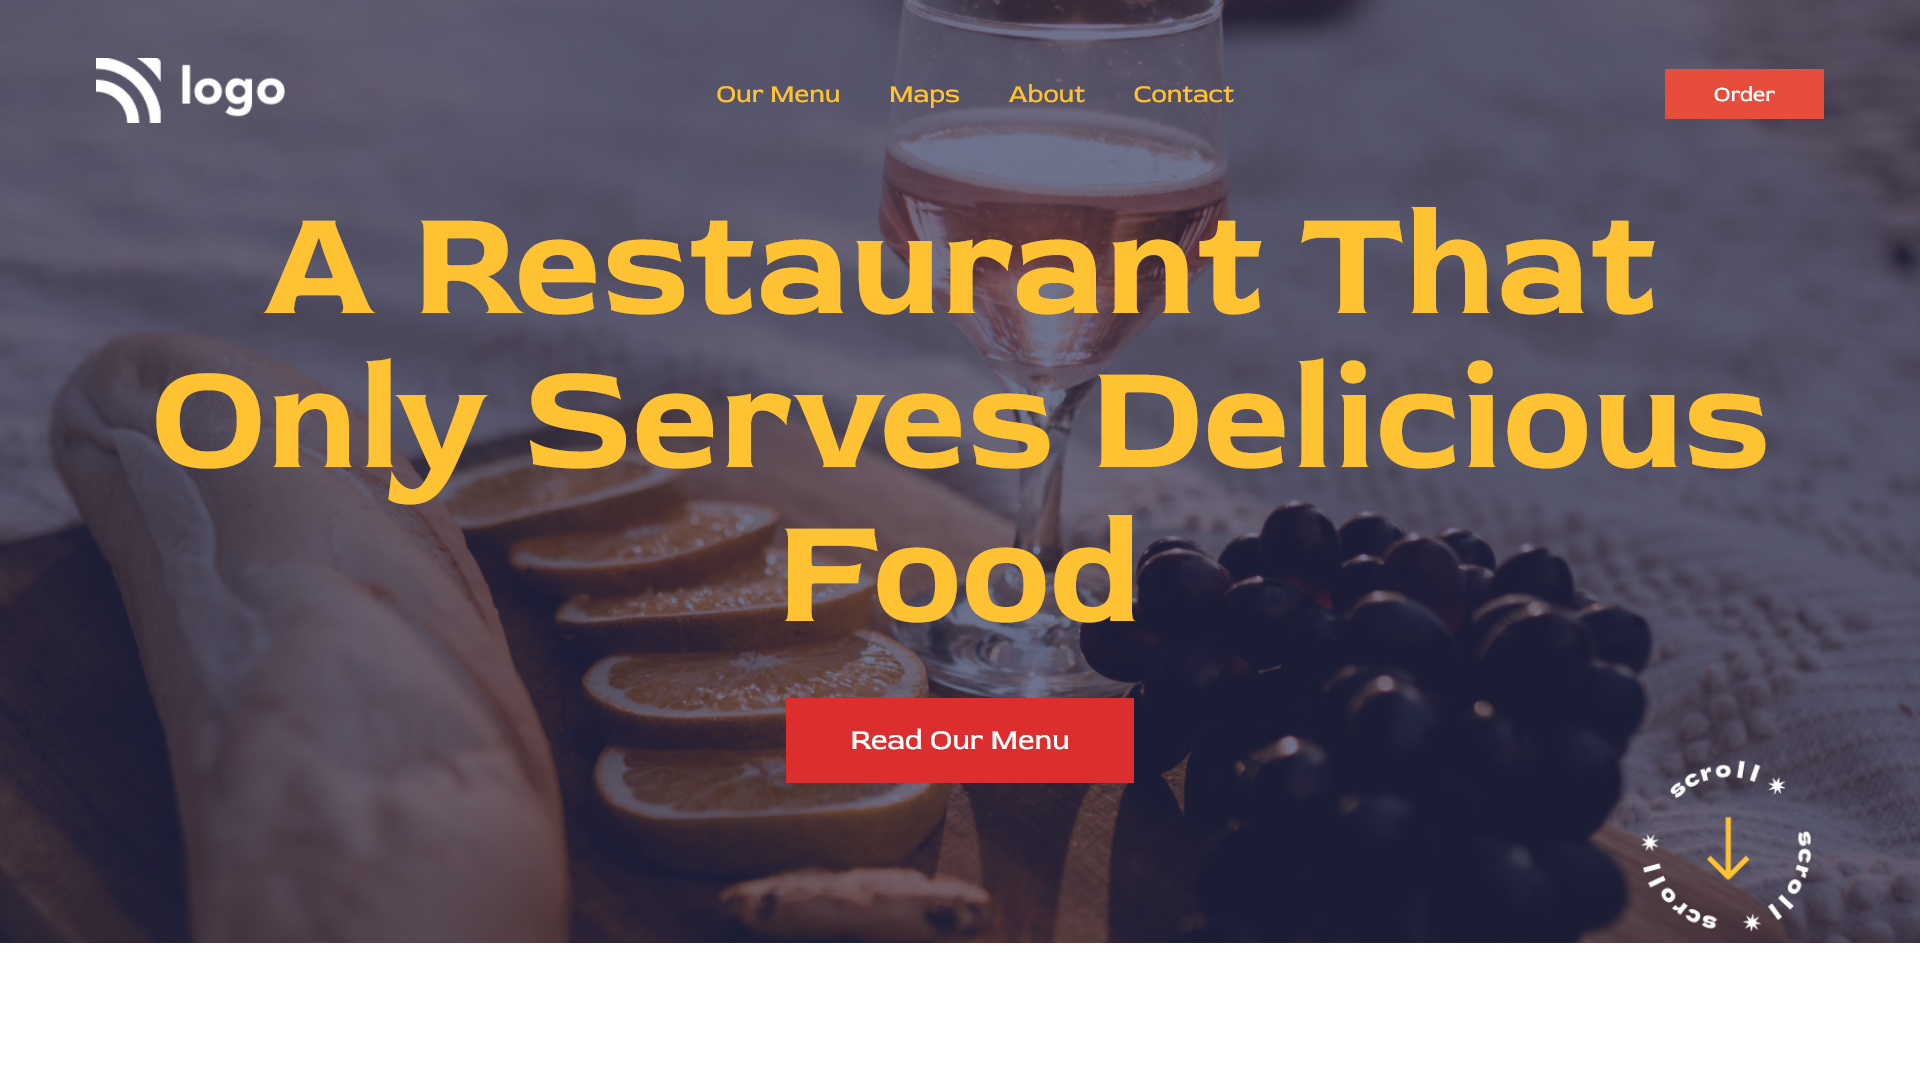 logo
Our Menu
Maps
About
Contact
Order
A Restaurant That
Only Serves Delicious
Food
Read Our Menu
scroll
scroll
scroll